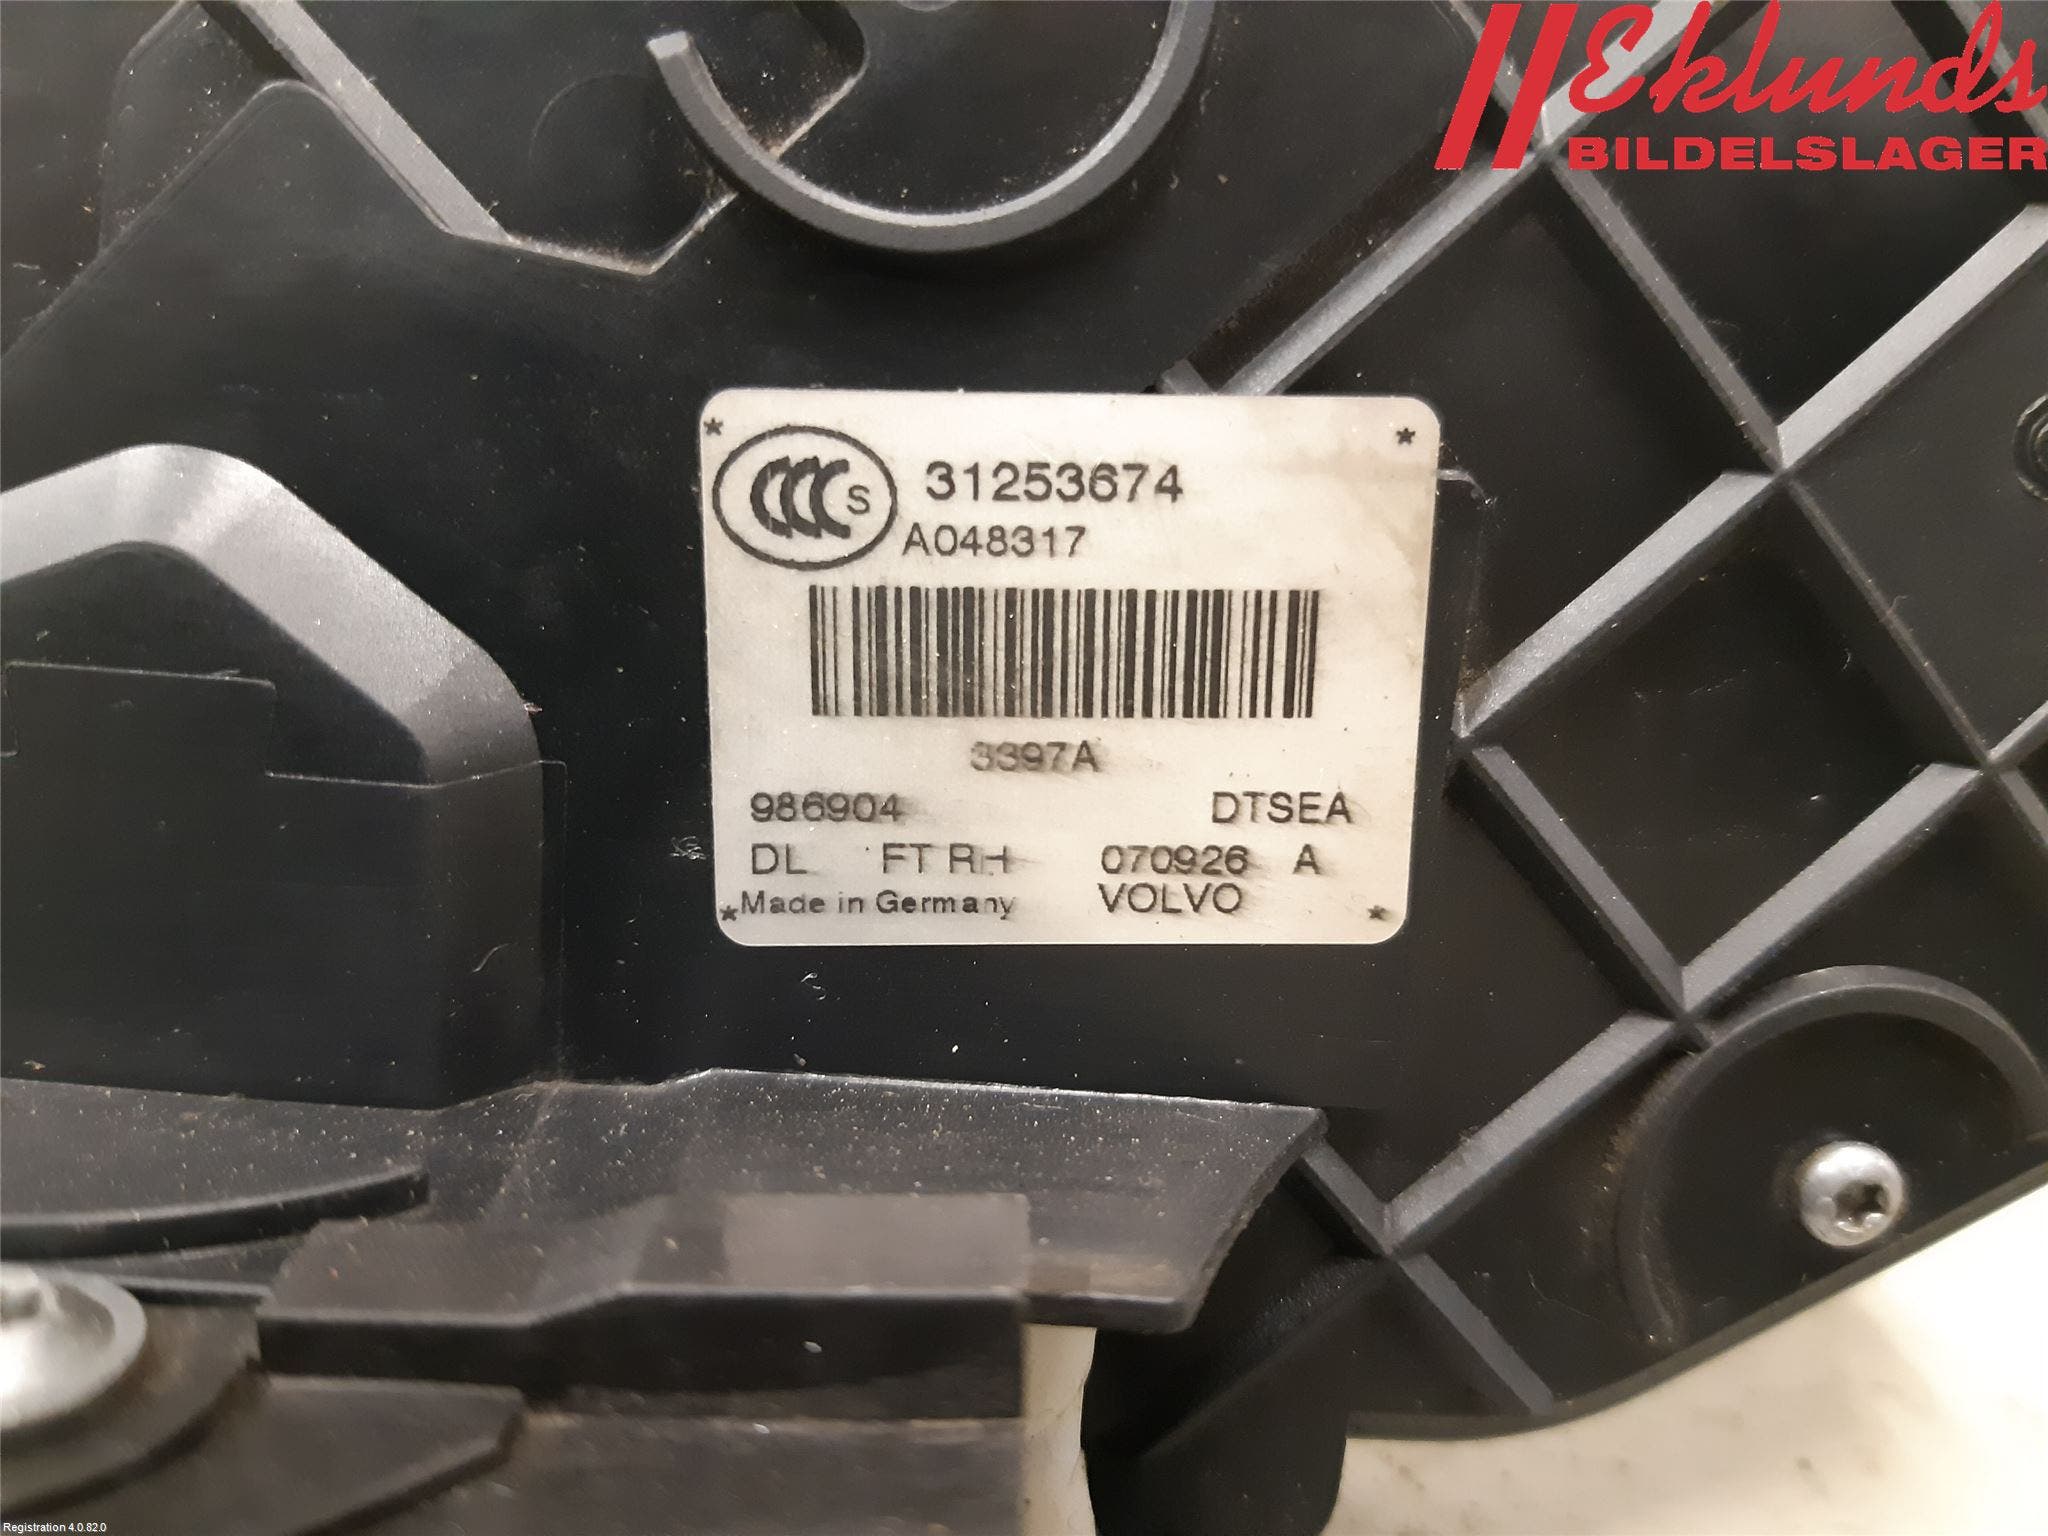 Eklunds
BILDELSLAGER
S 31253674
A048317
3397A
986904 DTSEA
DL FT RH 070926 A
*Made in Germany VOLVO *
Registration 4.0.82.0